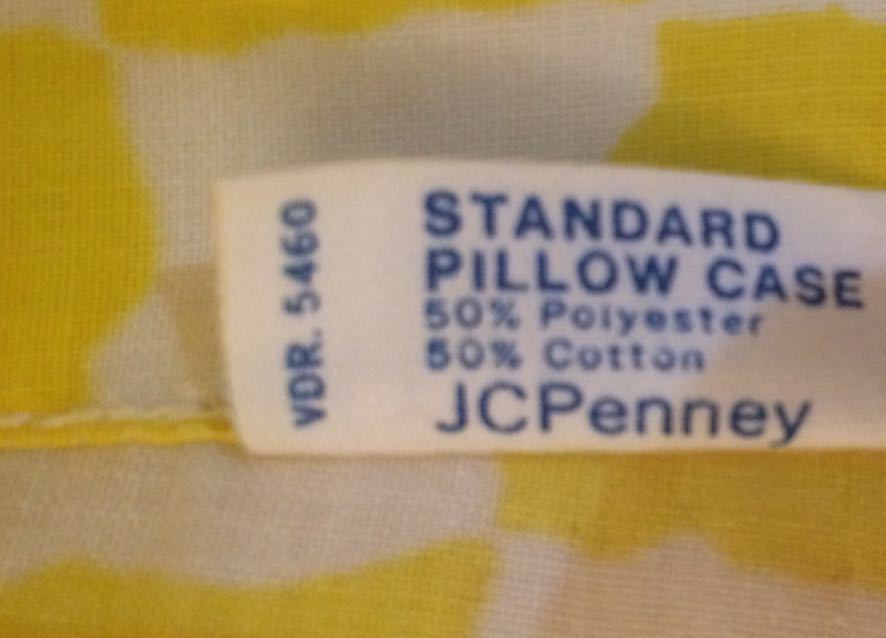 VDR. 5460
STANDARD
PILLOW CASE
50% Polyester
50% Cotton
JCPenney